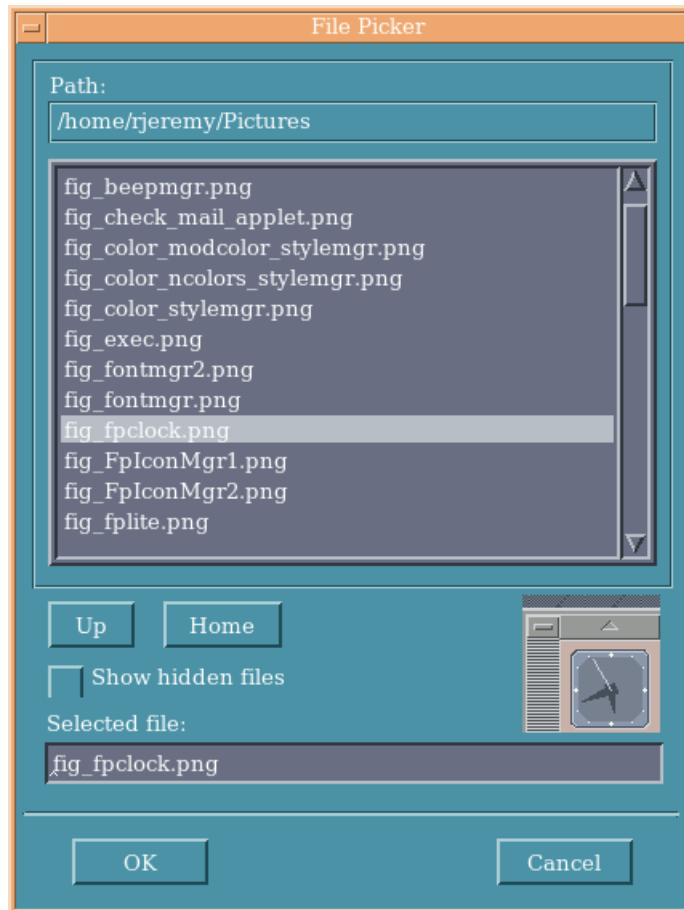 File Picker
Path:
/home/rjeremy/Pictures
fig_beepmgr.png
fig_check_mail_applet.png
fig_color_modcolor_stylemgr.png
fig_color_ncolors_stylemgr.png
fig_color_stylemgr.png
fig_exec.png
fig_fontmgr2.png
fig_fontmgr.png
fig_fpclock.png
fig_FpIconMgr1.png
fig_FpIconMgr2.png
fig_fplite.png
Up Home
Show hidden files
Selected file:
fig_fpclock.png
OK Cancel